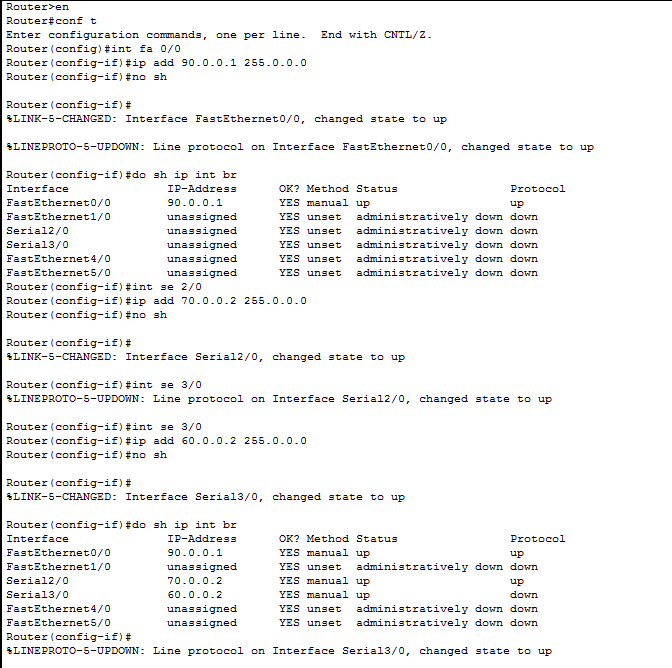 Router>en
Router#conf t
Enter configuration commands, one per line.  End with CNTL/Z.
Router(config)#int fa 0/0
Router(config-if)#ip add 90.0.0.1 255.0.0.0
Router(config-if)#no sh
Router(config-if)#
%LINK-5-CHANGED: Interface FastEthernet0/0, changed state to up
%LINEPROTO-5-UPDOWN: Line protocol on Interface FastEthernet0/0, changed state to up
Router(config-if)#do sh ip int br
Interface              IP-Address      OK? Method Status                Protocol
FastEthernet0/0        90.0.0.1        YES manual up                    up
FastEthernet1/0        unassigned      YES unset  administratively down down
Serial2/0              unassigned      YES unset  administratively down down
Serial3/0              unassigned      YES unset  administratively down down
FastEthernet4/0        unassigned      YES unset  administratively down down
FastEthernet5/0        unassigned      YES unset  administratively down down
Router(config-if)#int se 2/0
Router(config-if)#ip add 70.0.0.2 255.0.0.0
Router(config-if)#no sh
Router(config-if)#
%LINK-5-CHANGED: Interface Serial2/0, changed state to up
Router(config-if)#int se 3/0
%LINEPROTO-5-UPDOWN: Line protocol on Interface Serial2/0, changed state to up
Router(config-if)#int se 3/0
Router(config-if)#ip add 60.0.0.2 255.0.0.0
Router(config-if)#no sh
Router(config-if)#
%LINK-5-CHANGED: Interface Serial3/0, changed state to up
Router(config-if)#do sh ip int br
Interface              IP-Address      OK? Method Status                Protocol
FastEthernet0/0        90.0.0.1        YES manual up                    up
FastEthernet1/0        unassigned      YES unset  administratively down down
Serial2/0              70.0.0.2        YES manual up                    up
Serial3/0              60.0.0.2        YES manual up                    down
FastEthernet4/0        unassigned      YES unset  administratively down down
FastEthernet5/0        unassigned      YES unset  administratively down down
Router(config-if)#
%LINEPROTO-5-UPDOWN: Line protocol on Interface Serial3/0, changed state to up